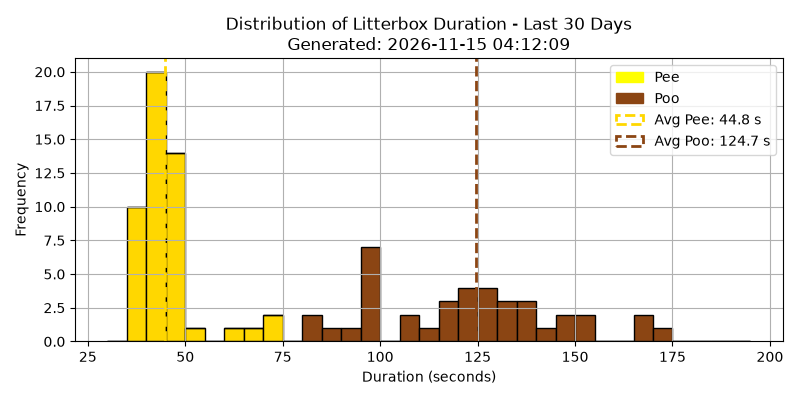 Distribution of Litterbox Duration - Last 30 Days
Generated: 2026-11-15 04:12:09
Pee
Poo
Avg Pee: 44.8 s
Avg Poo: 124.7 s
Frequency
20.0
17.5
15.0
12.5
10.0
7.5
5.0
2.5
0.0
25 50 75 100 125 150 175 200
Duration (seconds)